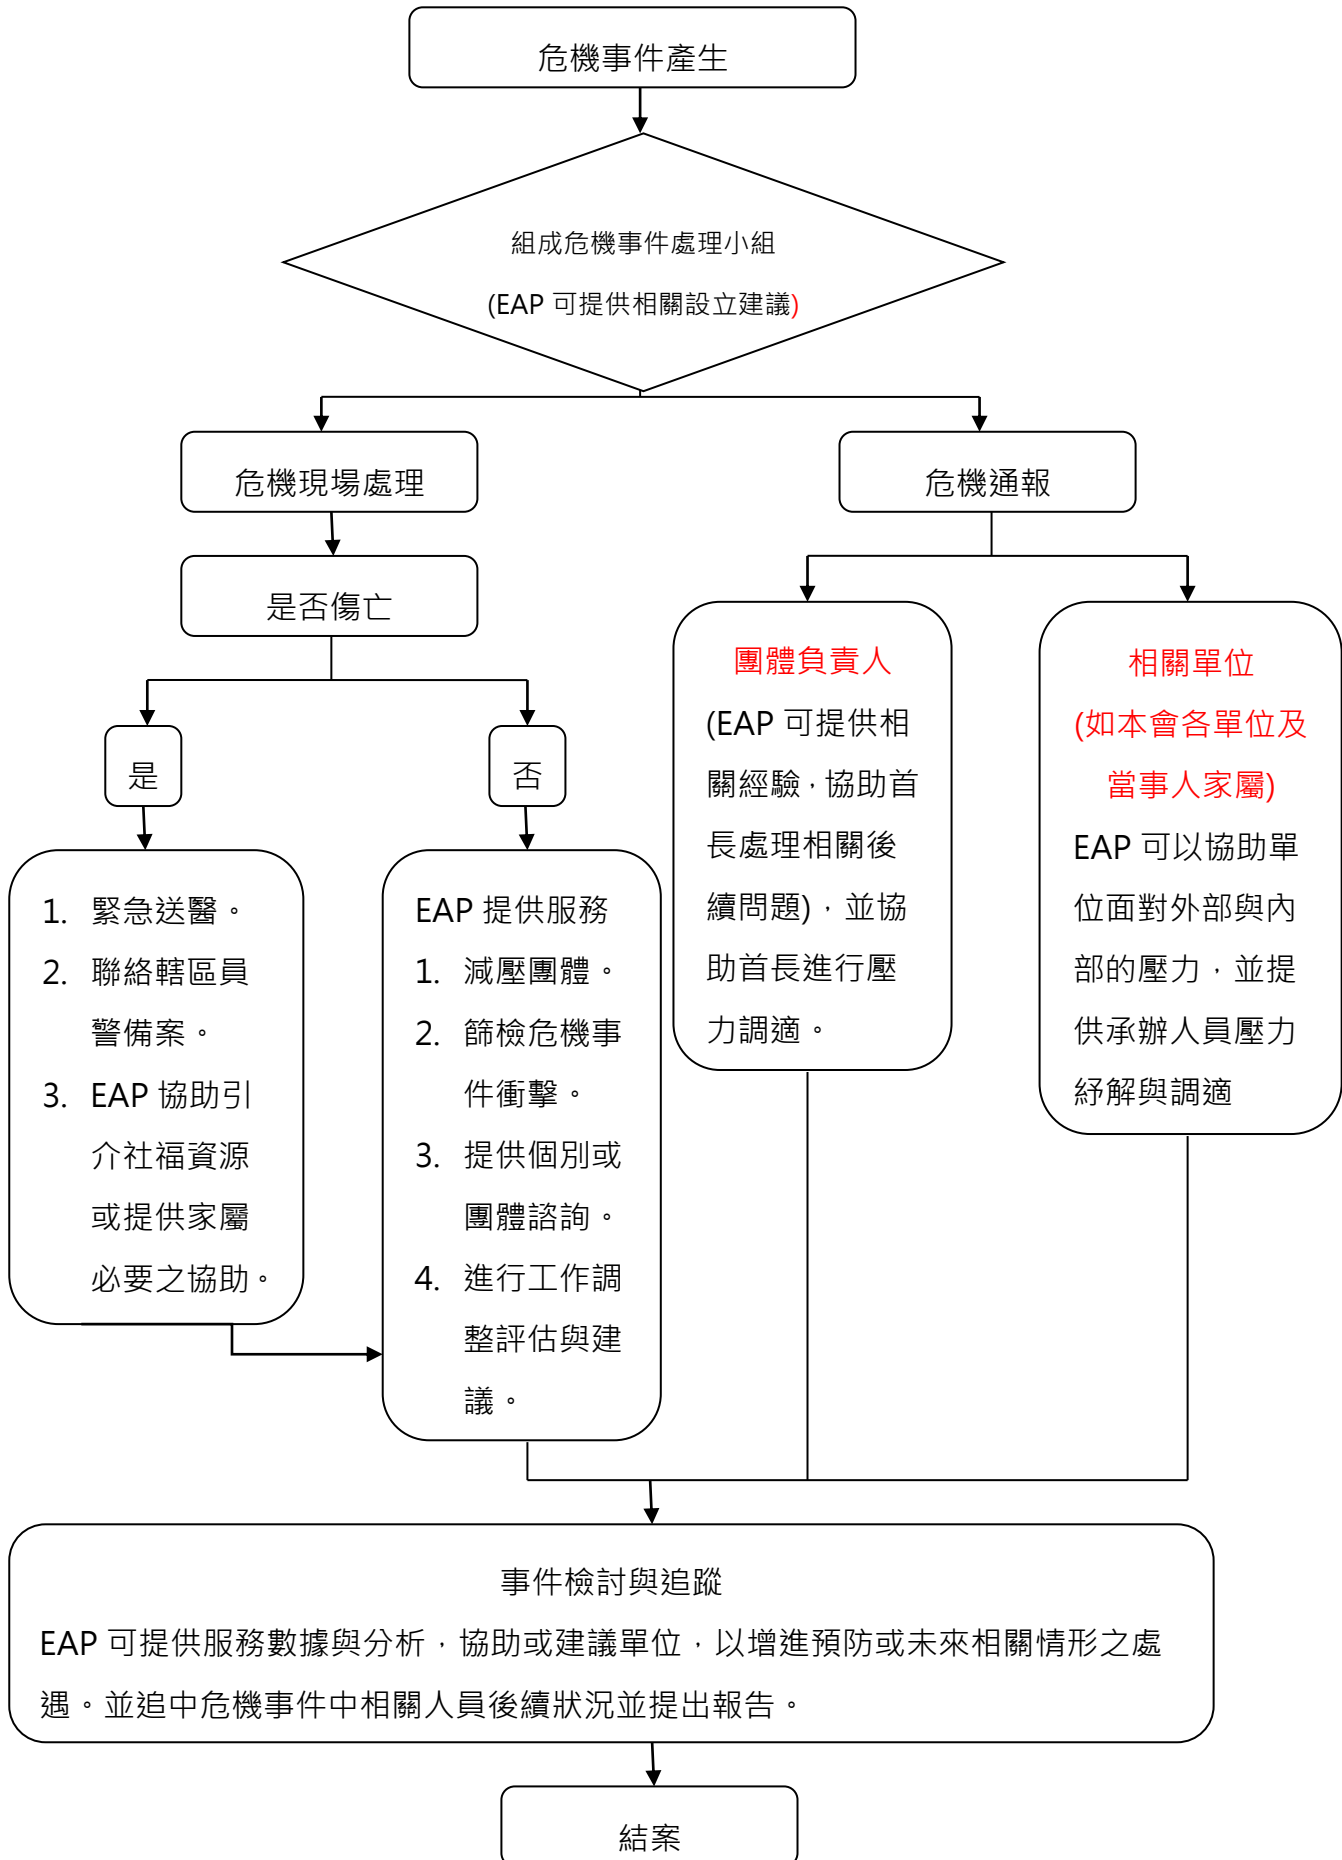 危機事件產生
組成危機事件處理小組
(EAP 可提供相關設立建議)
危機現場處理
危機通報
是否傷亡
是
否
1. 緊急送醫。
2. 聯絡轄區員
警備案。
3. EAP 協助引
介社福資源
或提供家屬
必要之協助。
EAP 提供服務
1. 減壓團體。
2. 篩檢危機事
件衝擊。
3. 提供個別或
團體諮詢。
4. 進行工作調
整評估與建
議。
團體負責人
(EAP 可提供相
關經驗，協助首
長處理相關後
續問題)，並協
助首長進行壓
力調適。
相關單位
(如本會各單位及
當事人家屬)
EAP 可以協助單
位面對外部與內
部的壓力，並提
供承辦人員壓力
紓解與調適
事件檢討與追蹤
EAP 可提供服務數據與分析，協助或建議單位，以增進預防或未來相關情形之處
遇。並追中危機事件中相關人員後續狀況並提出報告。
結案